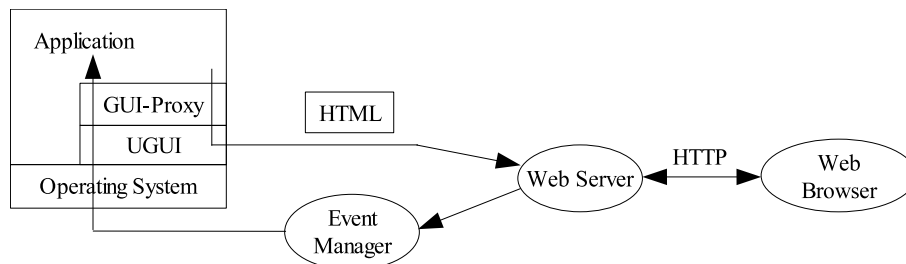 Application
GUI-Proxy
UGUI
Operating System
HTML
Event
Manager
Web Server
HTTP
Web
Browser